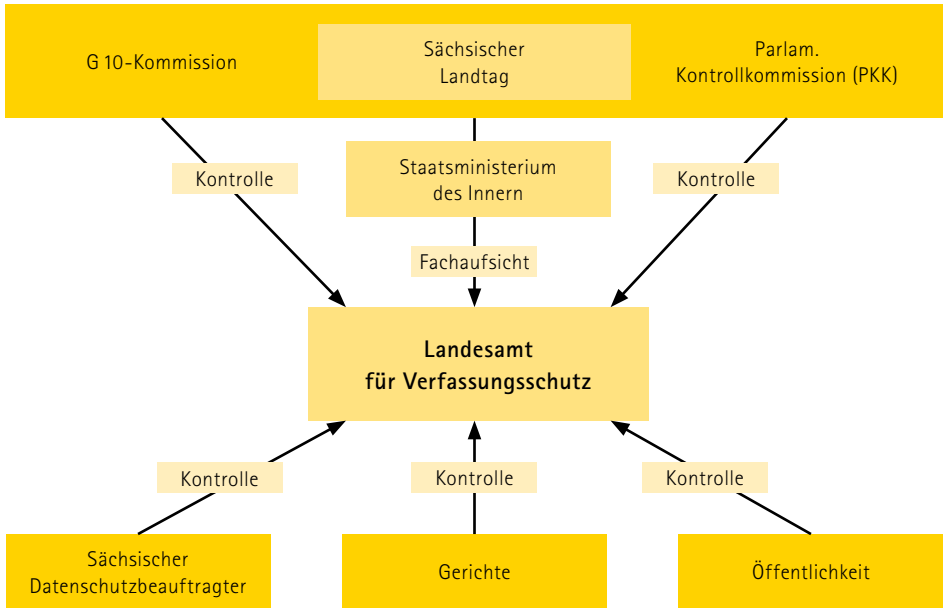 G 10-Kommission
Sächsischer
Landtag
Parlam.
Kontrollkommission (PKK)
Kontrolle
Staatsministerium
des Innern
Kontrolle
Fachaufsicht
Landesamt
für Verfassungsschutz
Kontrolle
Kontrolle
Kontrolle
Sächsischer
Datenschutzbeauftragter
Gerichte
Öffentlichkeit